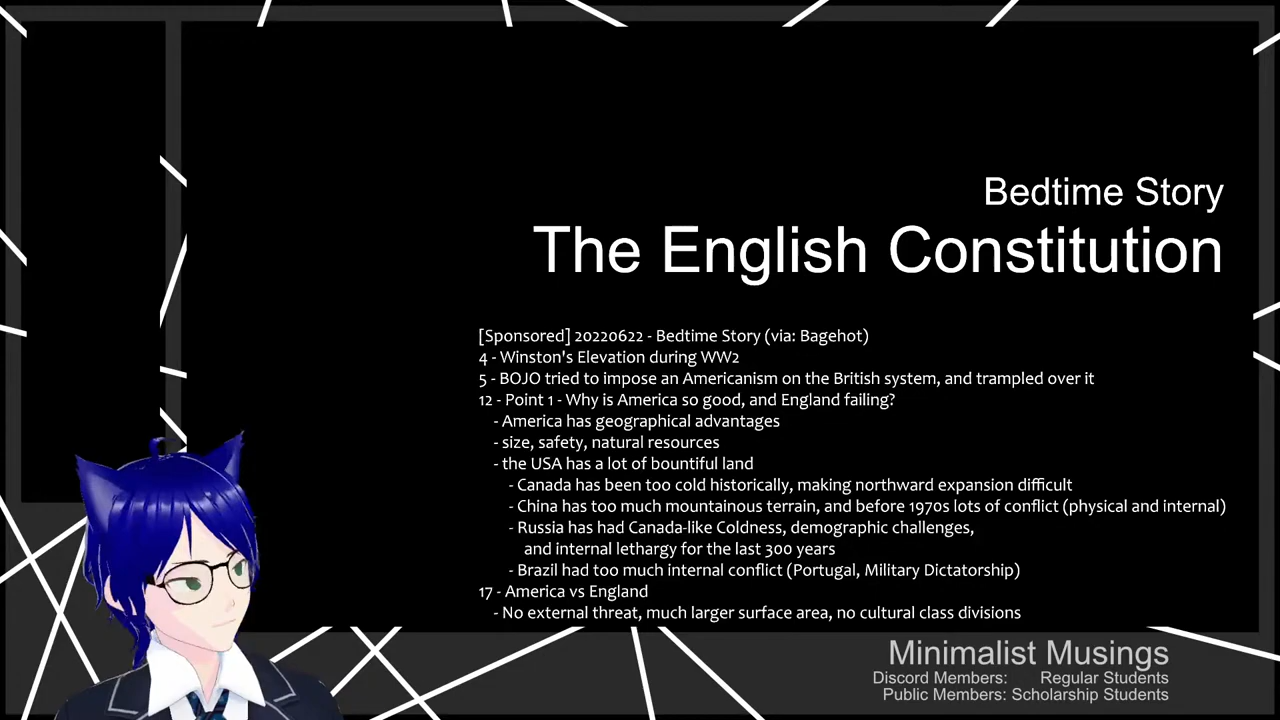 Bedtime Story
The English Constitution
[Sponsored] 20220622 - Bedtime Story (via: Bagehot)
4 - Winston's Elevation during WW2
5 - BOJO tried to impose an Americanism on the British system, and trampled over it
12 - Point 1 - Why is America so good, and England failing?
- America has geographical advantages
- size, safety, natural resources
- the USA has a lot of bountiful land
- Canada has been too cold historically, making northward expansion difficult
- China has too much mountainous terrain, and before 1970s lots of conflict (physical and internal)
- Russia has had Canada-like Coldness, demographic challenges,
and internal lethargy for the last 300 years
- Brazil had too much internal conflict (Portugal, Military Dictatorship)
17 - America vs England
- No external threat, much larger surface area, no cultural class divisions
Minimalist Musings
Discord Members: Regular Students
Public Members: Scholarship Students